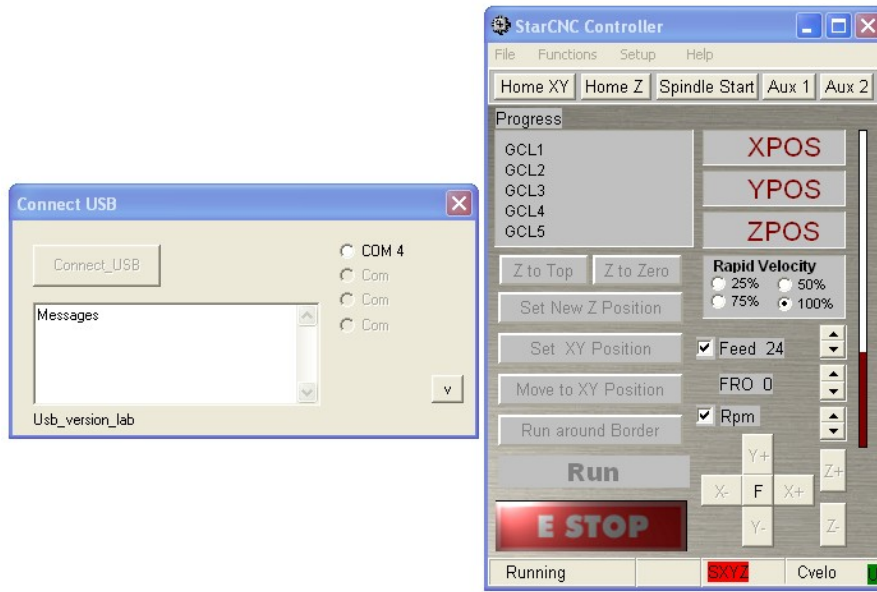 Connect USB
Connect_USB
COM 4
Com
Com
Com
Messages
v
Usb_version_lab
StarCNC Controller
File Functions Setup Help
Home XY Home Z Spindle Start Aux 1 Aux 2
Progress
GCL1
GCL2
GCL3
GCL4
GCL5
XPOS
YPOS
ZPOS
Z to Top Z to Zero
Rapid Velocity
25% 50%
75% 100%
Set New Z Position
Set XY Position
Feed 24
Move to XY Position
FRO 0
Rpm
Run around Border
Y+
Z+
Run
X- F X+
E STOP
Y- Z-
Running SXYZ Cvelo U